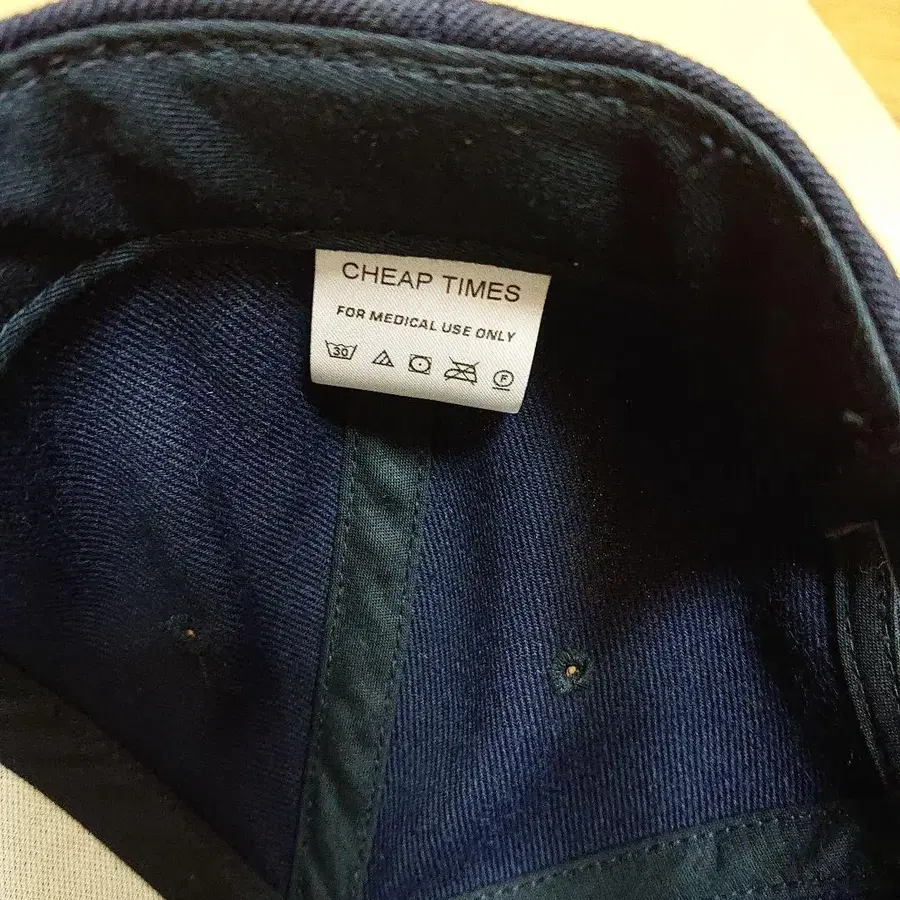 CHEAP TIMES
FOR MEDICAL USE ONLY
30 F